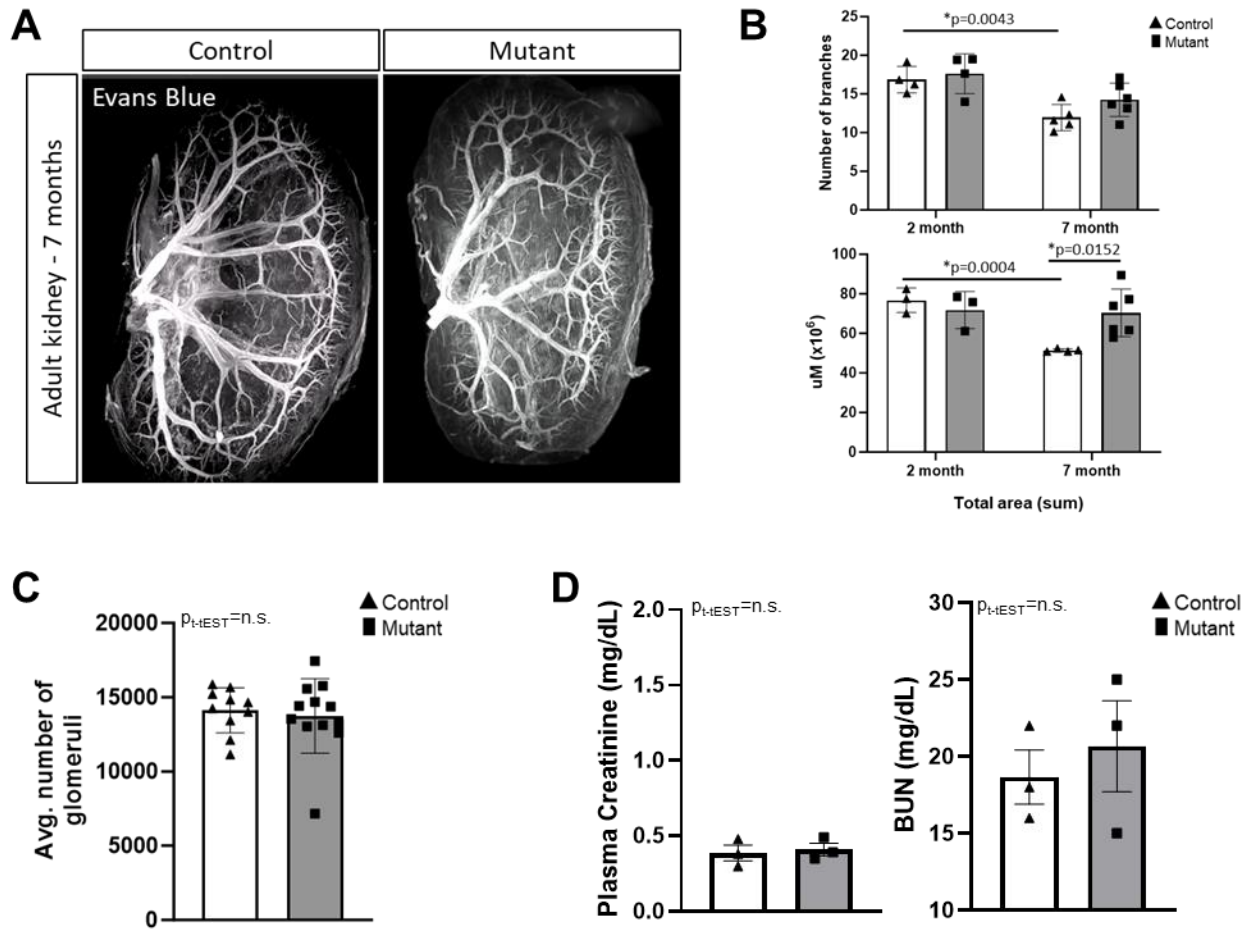 A
Control
Mutant
Adult kidney - 7 months
Evans Blue
B
Number of branches
25
20
15
10
5
0
*p=0.0043
Control
Mutant
2 month
7 month
uM (x10⁶)
100
80
60
40
20
0
*p=0.0004
*p=0.0152
2 month
7 month
Total area (sum)
C
Avg. number of
glomeruli
20000
15000
10000
5000
0
pt-tEST=n.s.
Control
Mutant
D
Plasma Creatinine (mg/dL)
2.0
1.5
1.0
0.5
0.0
pt-tEST=n.s.
BUN (mg/dL)
30
25
20
15
10
pt-tEST=n.s.
Control
Mutant